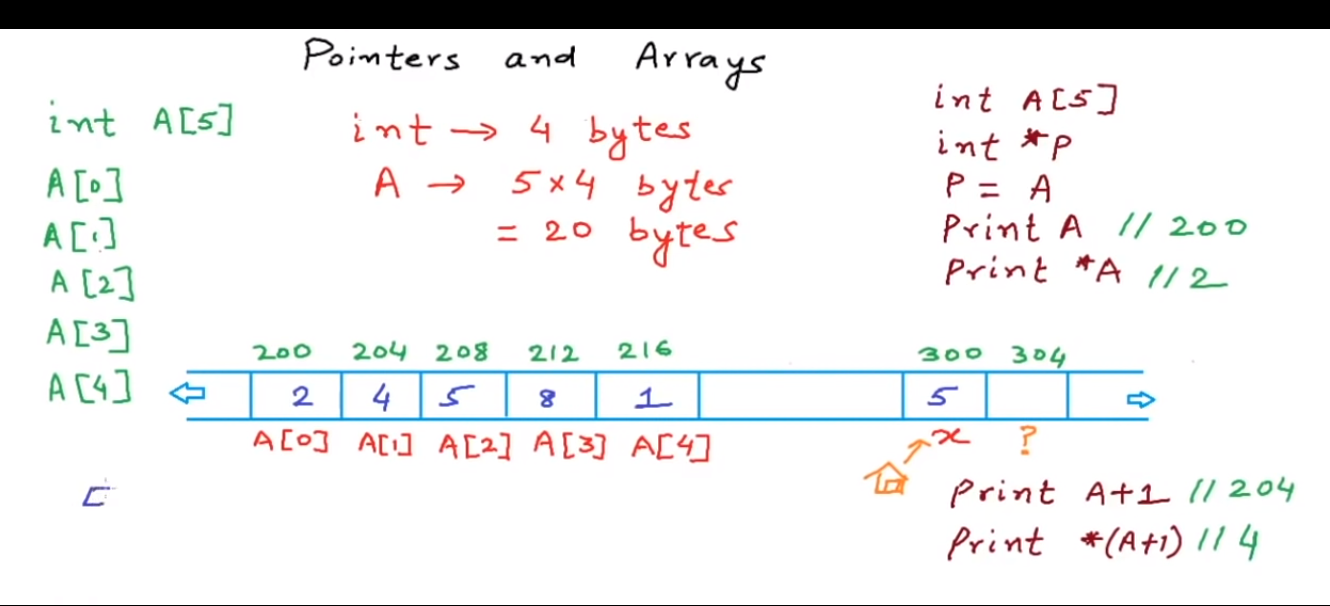 Pointers and Arrays
int A[5]
A[0]
A[1]
A[2]
A[3]
A[4]
int → 4 bytes
A → 5×4 bytes
= 20 bytes
int A[5]
int *P
P = A
Print A // 200
Print *A // 2
200 204 208 212 216 300 304
2 4 5 8 1 5
A[0] A[1] A[2] A[3] A[4] x ?
Print A+1 // 204
Print *(A+1) // 4